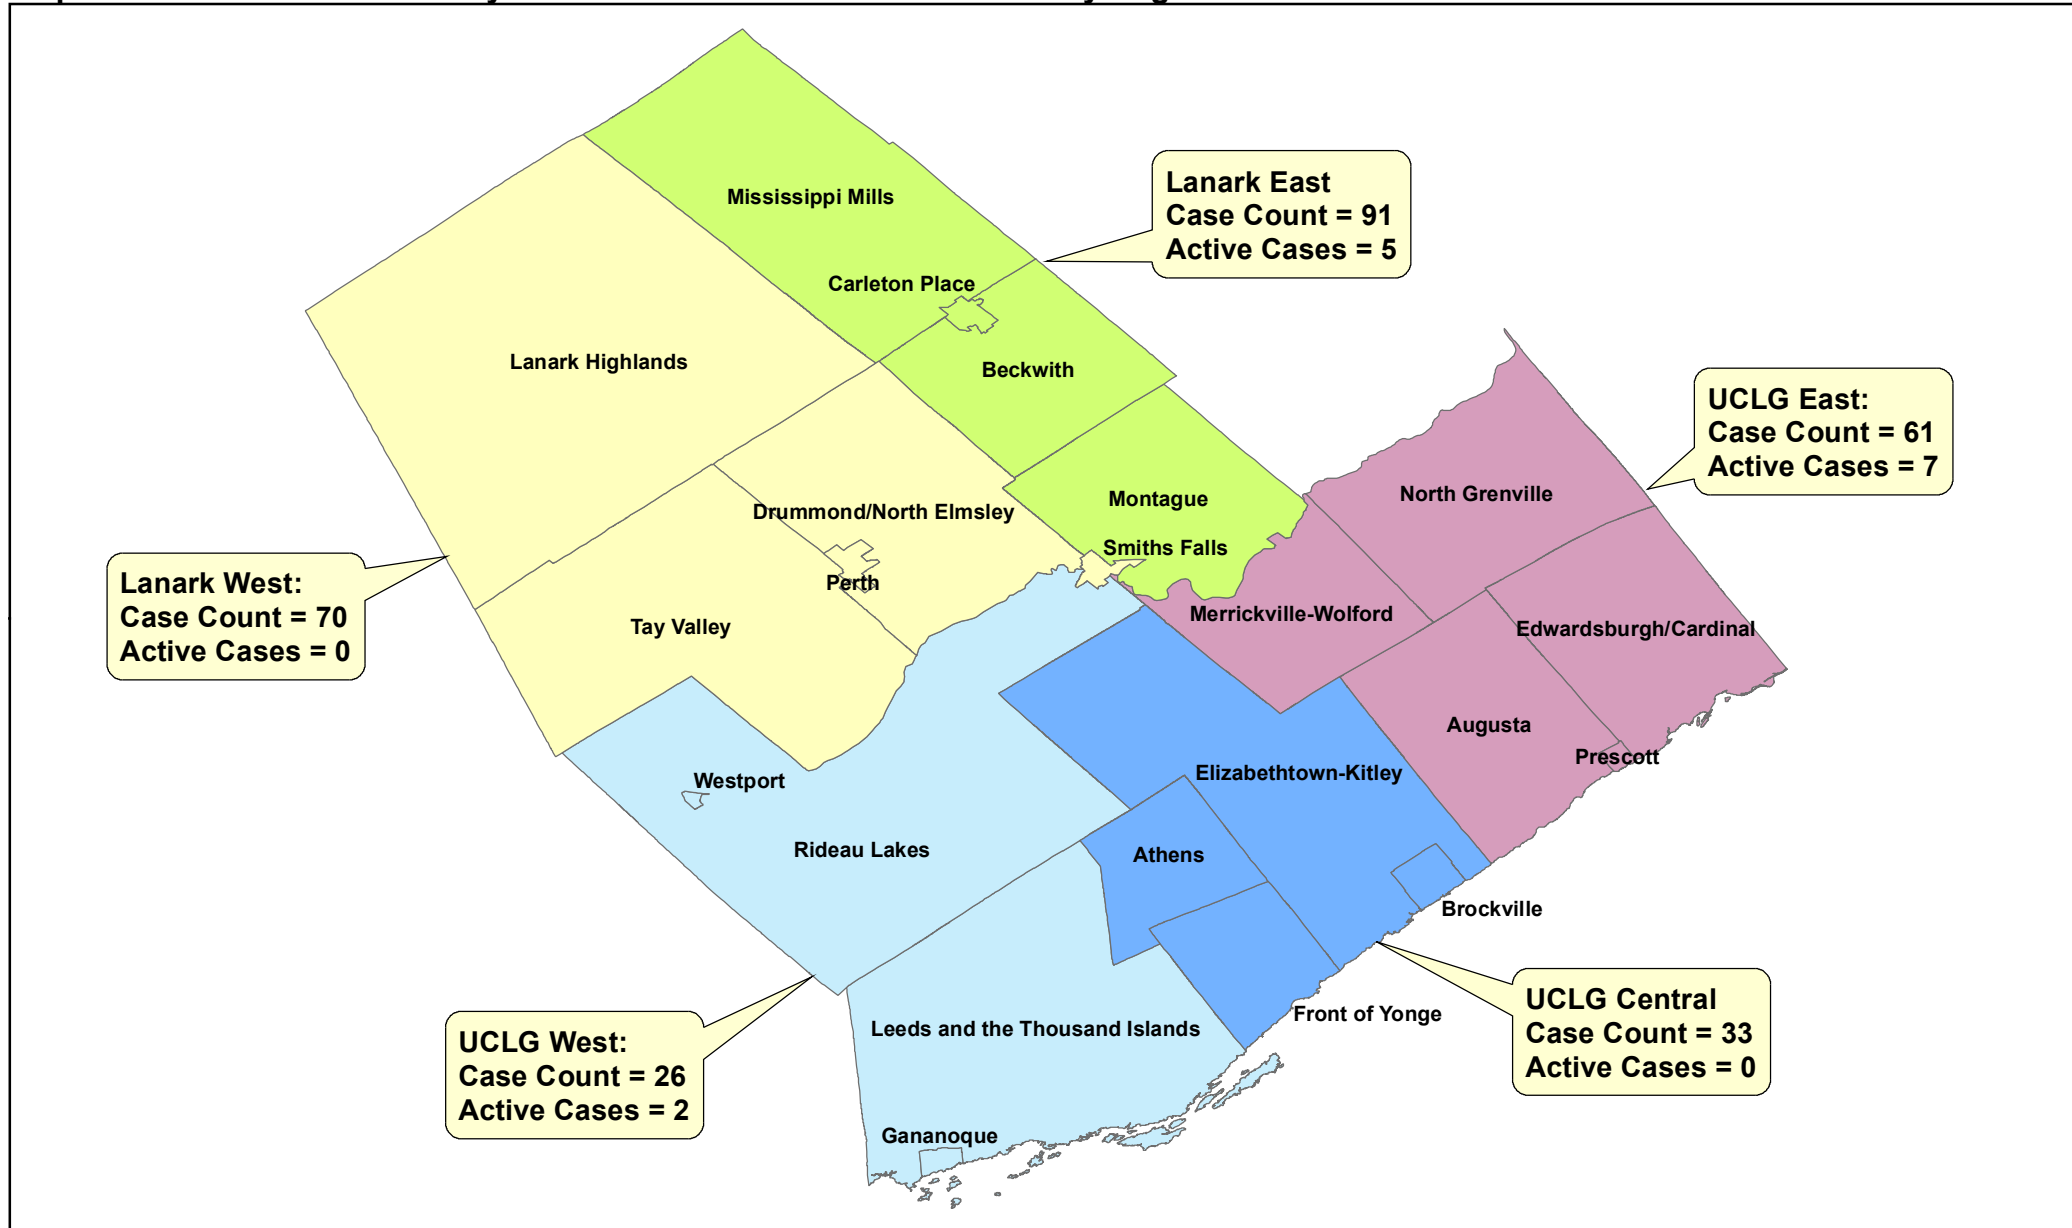 Mississippi Mills
Lanark East
Case Count = 91
Active Cases = 5
Carleton Place
Lanark Highlands
Beckwith
UCLG East:
Case Count = 61
Active Cases = 7
North Grenville
Montague
Drummond/North Elmsley
Smiths Falls
Perth
Lanark West:
Case Count = 70
Active Cases = 0
Merrickville-Wolford
Tay Valley
Edwardsburgh/Cardinal
Augusta
Prescott
Elizabethtown-Kitley
Westport
Rideau Lakes
Athens
Brockville
UCLG Central
Case Count = 33
Active Cases = 0
Front of Yonge
Leeds and the Thousand Islands
UCLG West:
Case Count = 26
Active Cases = 2
Gananoque